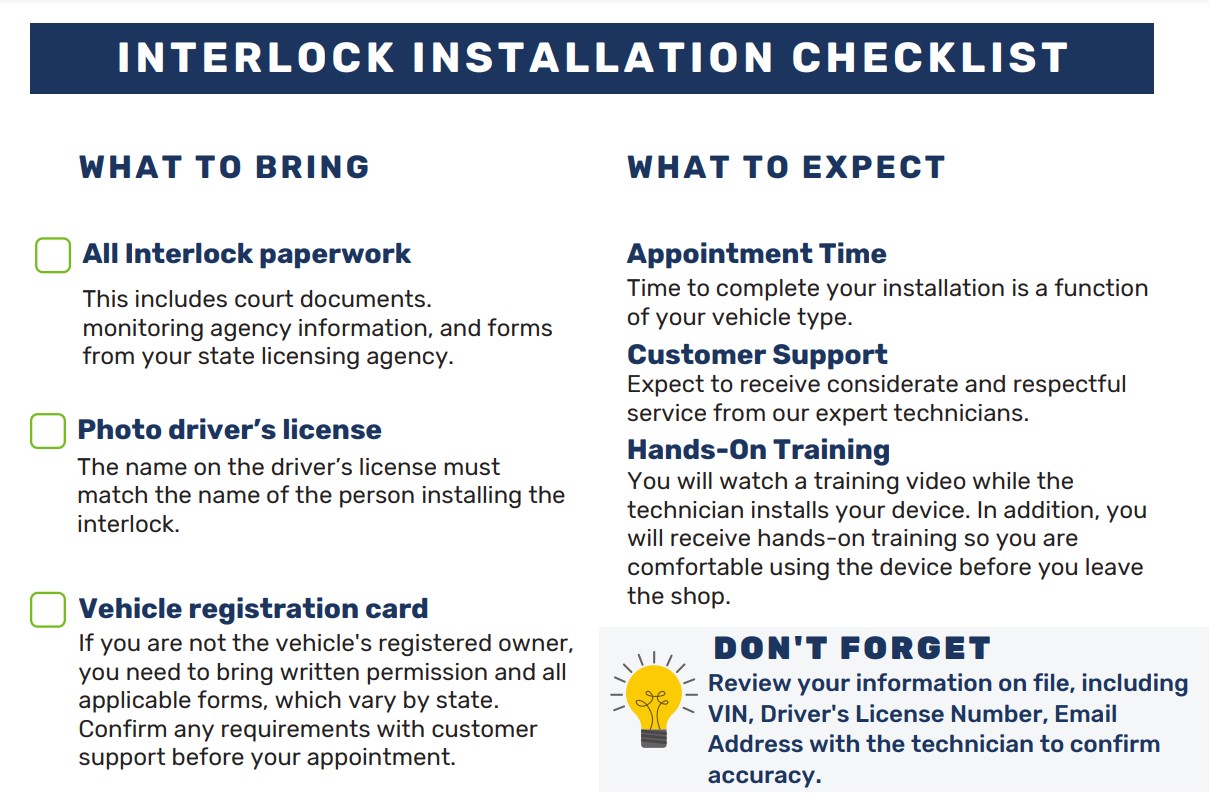 INTERLOCK INSTALLATION CHECKLIST
WHAT TO BRING
All Interlock paperwork
This includes court documents.
monitoring agency information, and forms
from your state licensing agency.
Photo driver’s license
The name on the driver’s license must
match the name of the person installing the
interlock.
Vehicle registration card
If you are not the vehicle's registered owner,
you need to bring written permission and all
applicable forms, which vary by state.
Confirm any requirements with customer
support before your appointment.
WHAT TO EXPECT
Appointment Time
Time to complete your installation is a function
of your vehicle type.
Customer Support
Expect to receive considerate and respectful
service from our expert technicians.
Hands-On Training
You will watch a training video while the
technician installs your device. In addition, you
will receive hands-on training so you are
comfortable using the device before you leave
the shop.
DON'T FORGET
Review your information on file, including
VIN, Driver's License Number, Email
Address with the technician to confirm
accuracy.